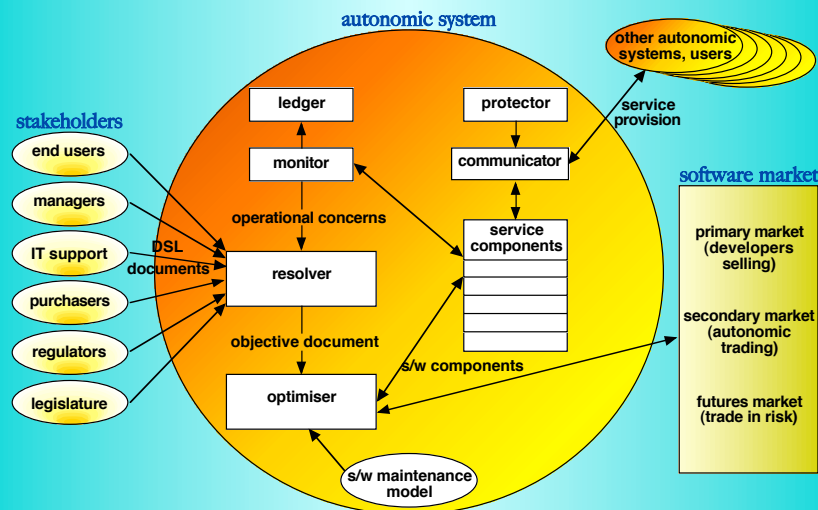 autonomic system
other autonomic
systems, users
service
provision
stakeholders
end users
managers
IT support
purchasers
regulators
legislature
DSL
documents
ledger
monitor
operational concerns
resolver
objective document
optimiser
s/w maintenance
model
protector
communicator
service
components
s/w components
software market
primary market
(developers
selling)
secondary market
(autonomic
trading)
futures market
(trade in risk)